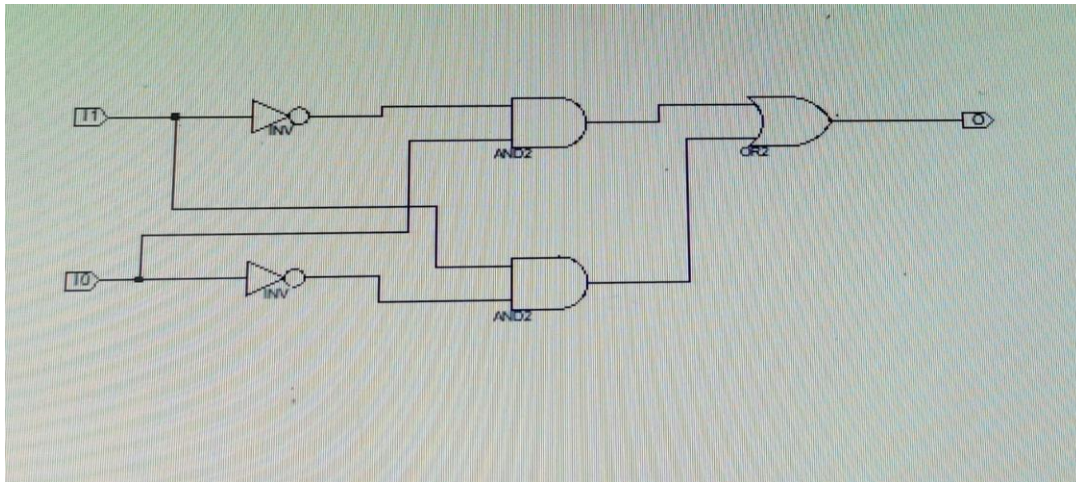 I1
INV
AND2
OR2
O
I0
INV
AND2